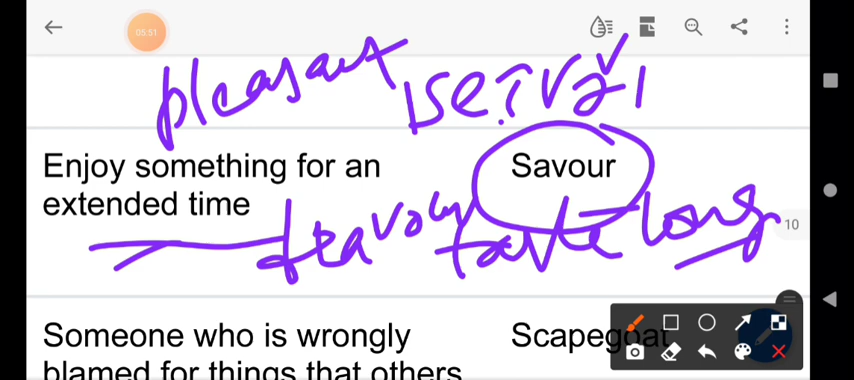 05:51
pleasant
Enjoy something for an Savour
extended time
taste long
10
Someone who is wrongly Scapegoat
blamed for things that others